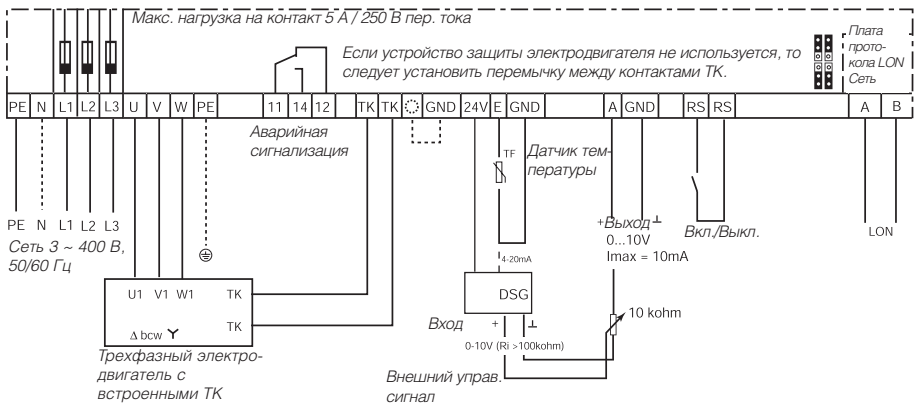 Макс. нагрузка на контакт 5 А / 250 В пер. тока
Если устройство защиты электродвигателя не используется, то
следует установить перемычку между контактами ТК.
Плата
прото-
кола LON
Сеть
PE N L1 L2 L3 U V W PE 11 14 12 TK TK GND 24V E GND A GND RS RS A B
Аварийная
сигнализация
TF
Датчик тем-
пературы
PE N L1 L2 L3
Сеть 3 ~ 400 В,
50/60 Гц
+Выход⊥
0...10V
Imax = 10mA
Вкл./Выкл.
LON
4-20mA
U1 V1 W1 TK
TK
Δ bcw Y
DSG
Вход
+ ⊥
10 kohm
0-10V (Ri >100kohm)
Трехфазный электро-
двигатель с
встроенными ТК
Внешний управ.
сигнал